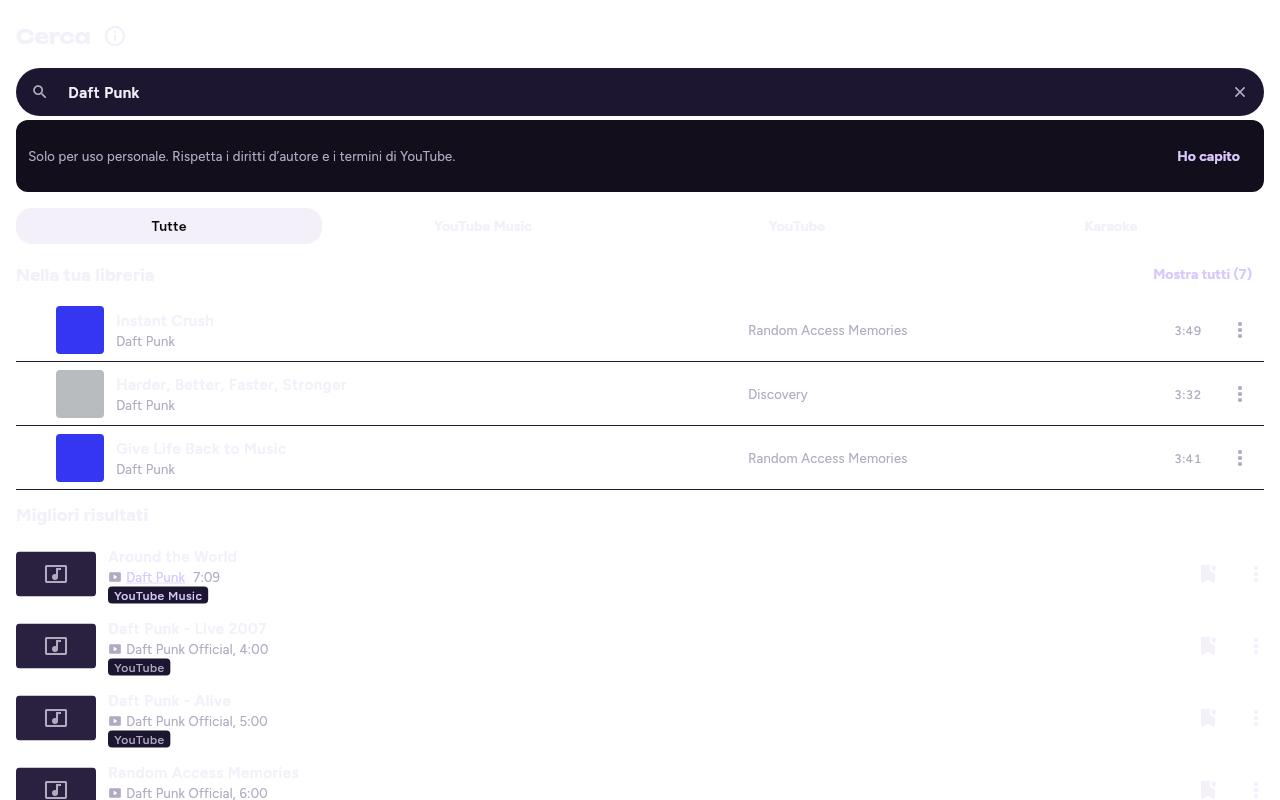 Cerca
Daft Punk
Solo per uso personale. Rispetta i diritti d’autore e i termini di YouTube.
Ho capito
Tutte
YouTube Music
YouTube
Karaoke
Nella tua libreria
Mostra tutti (7)
Instant Crush
Daft Punk
Random Access Memories
3:49
Harder, Better, Faster, Stronger
Daft Punk
Discovery
3:32
Give Life Back to Music
Daft Punk
Random Access Memories
3:41
Migliori risultati
Around the World
Daft Punk 7:09
YouTube Music
Daft Punk - Live 2007
Daft Punk Official, 4:00
YouTube
Daft Punk - Alive
Daft Punk Official, 5:00
YouTube
Random Access Memories
Daft Punk Official, 6:00